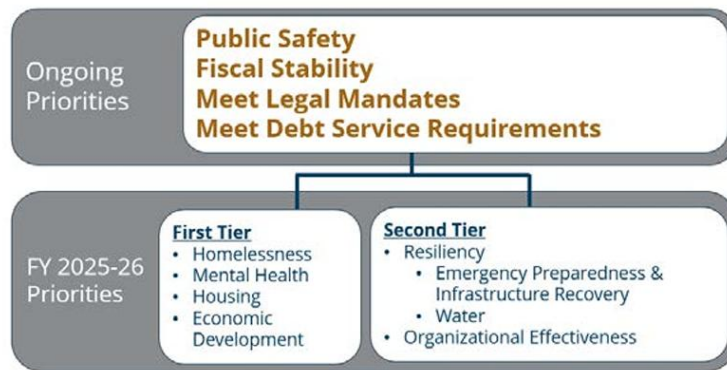 Ongoing
Priorities
Public Safety
Fiscal Stability
Meet Legal Mandates
Meet Debt Service Requirements
FY 2025-26
Priorities
First Tier
• Homelessness
• Mental Health
• Housing
• Economic
Development
Second Tier
• Resiliency
• Emergency Preparedness &
Infrastructure Recovery
• Water
• Organizational Effectiveness